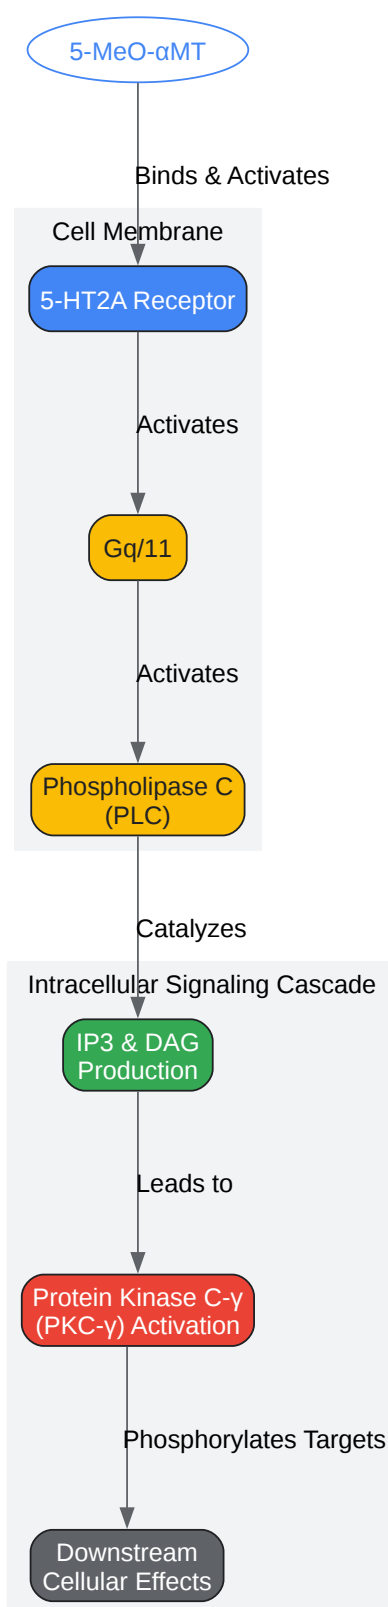 5-MeO-αMT
Binds & Activates
Cell Membrane
5-HT2A Receptor
Activates
Gq/11
Activates
Phospholipase C
(PLC)
Catalyzes
Intracellular Signaling Cascade
IP3 & DAG
Production
Leads to
Protein Kinase C-γ
(PKC-γ) Activation
Phosphorylates Targets
Downstream
Cellular Effects